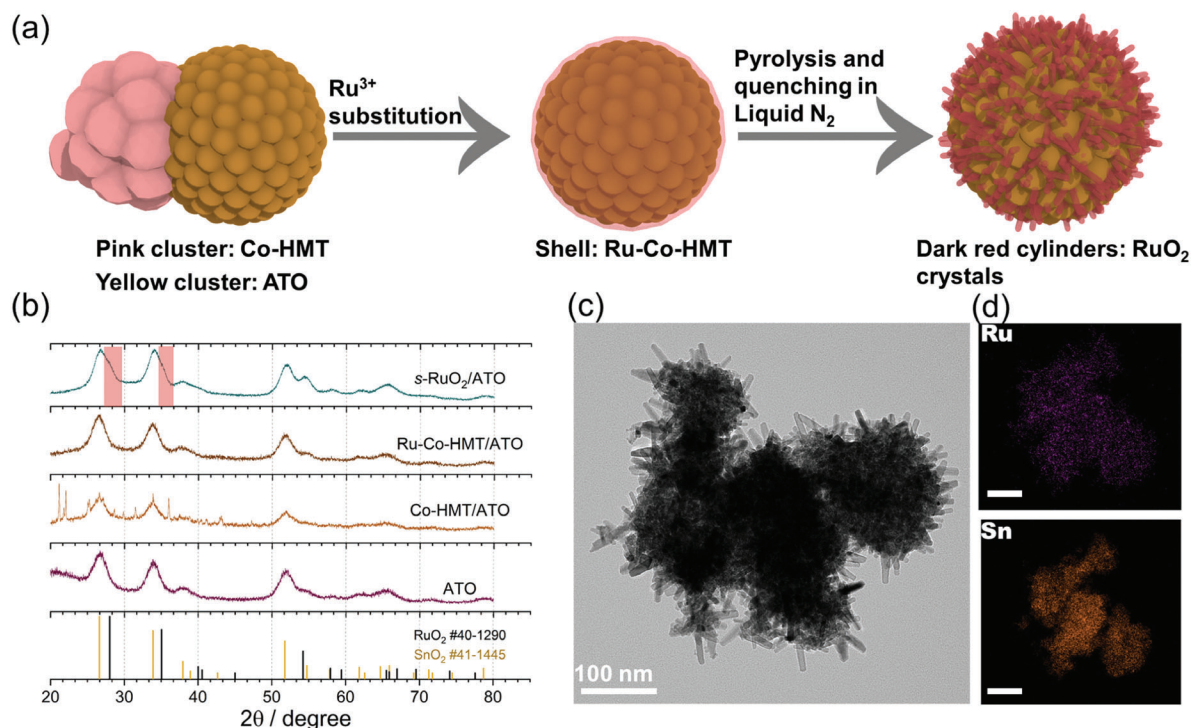 (a)
Ru³⁺
substitution
Pyrolysis and
quenching in
Liquid N₂
Pink cluster: Co-HMT
Yellow cluster: ATO
Shell: Ru-Co-HMT
Dark red cylinders: RuO₂
crystals
(b)
s-RuO₂/ATO
Ru-Co-HMT/ATO
Co-HMT/ATO
ATO
RuO₂ #40-1290
SnO₂ #41-1445
20 30 40 50 60 70 80
2θ / degree
(c)
100 nm
(d)
Ru
Sn